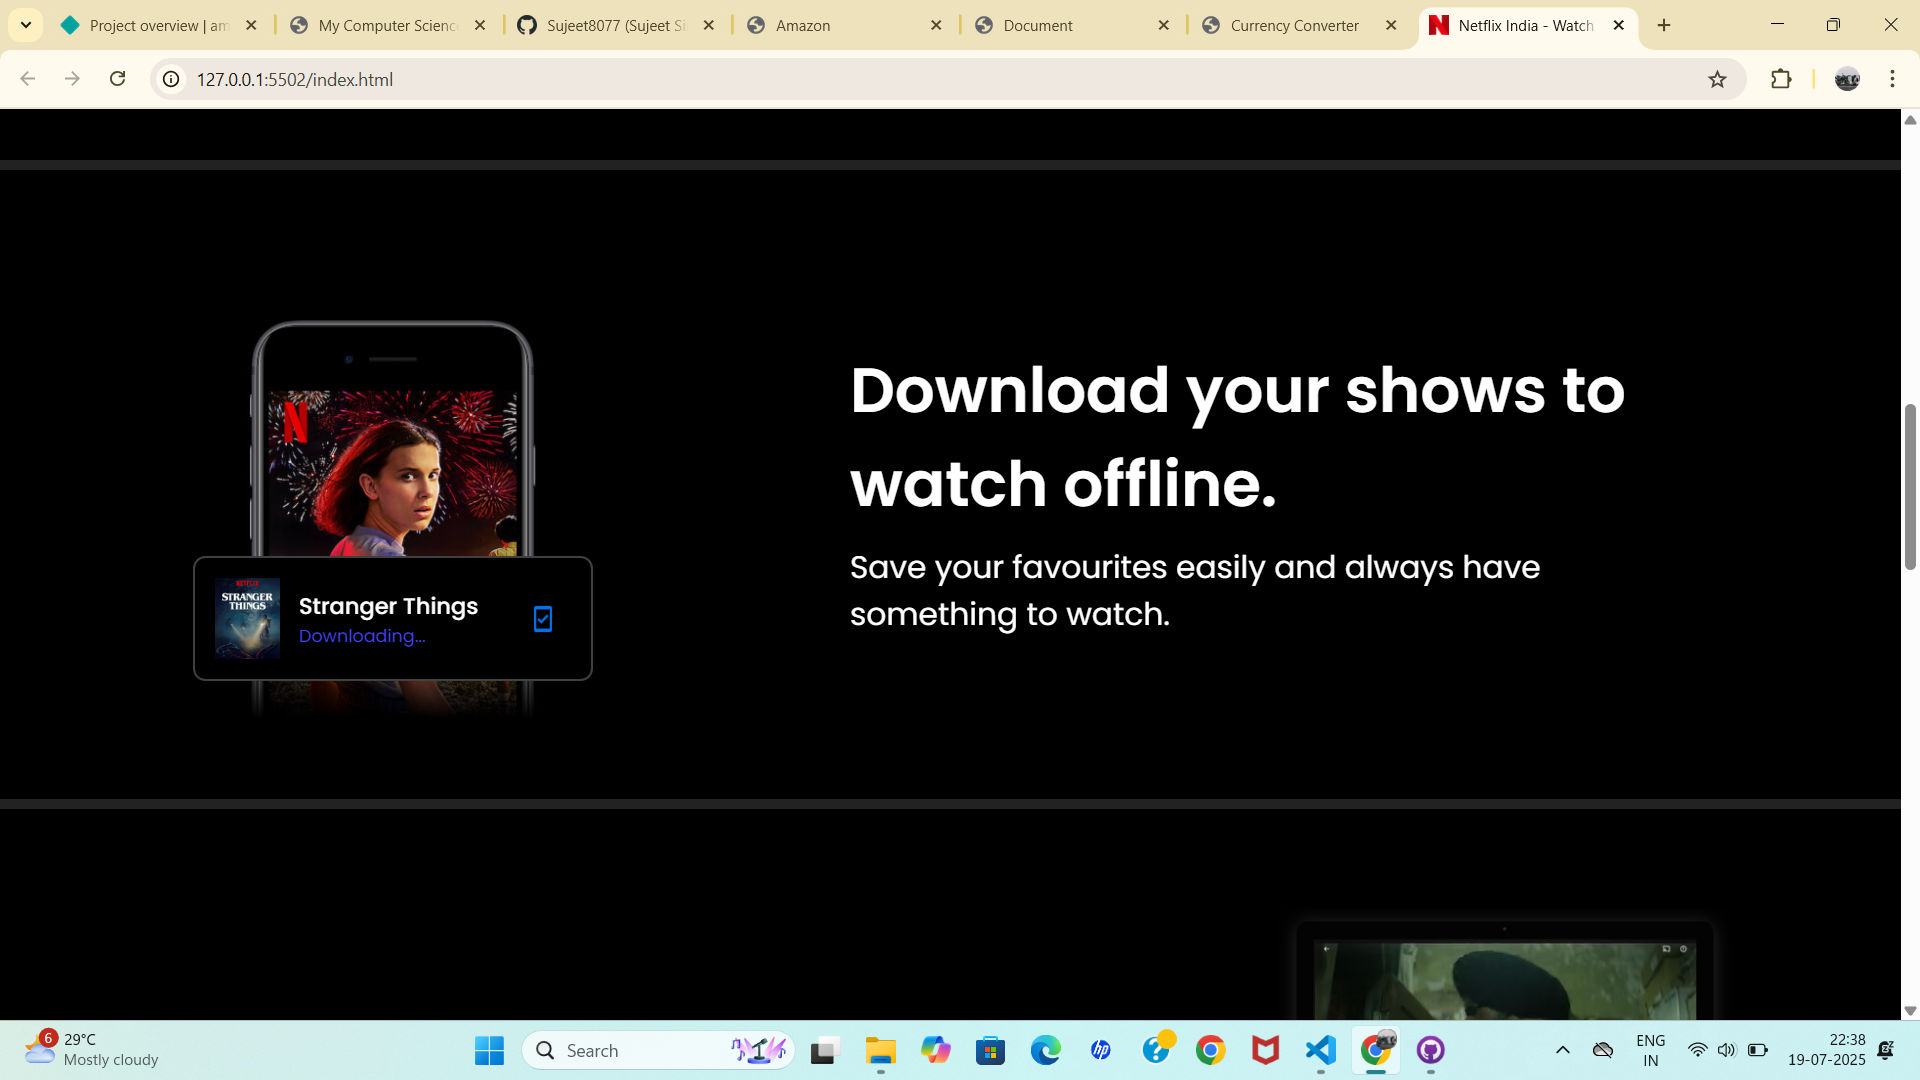 Project overview | am
My Computer Scienc
Sujeet8077 (Sujeet Si
Amazon
Document
Currency Converter
Netflix India - Watch
127.0.0.1:5502/index.html
Download your shows to
watch offline.
Save your favourites easily and always have
something to watch.
N
NETFLIX
STRANGER
THINGS
Stranger Things
Downloading...
6
29°C
Mostly cloudy
Search
hp
ENG
IN
22:38
19-07-2025